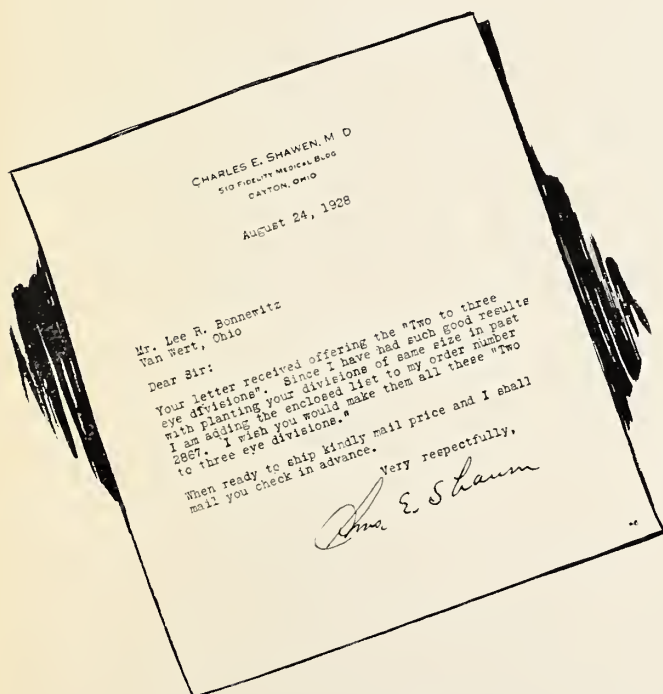 CHARLES E. SHAWEN, M D
510 FIDELITY MEDICAL BLDG
DAYTON, OHIO
August 24, 1928
Mr. Lee R. Bonnewitz
Van Wert, Ohio
Dear Sir:
Your letter received offering the "Two to three
eye divisions". Since I have had such good results
with planting your divisions of same size in past
I am adding the enclosed list to my order number
2867. I wish you would make them all these "Two
to three eye divisions."
When ready to ship kindly mail price and I shall
mail you check in advance.
Very respectfully,
Chas. E. Shawen